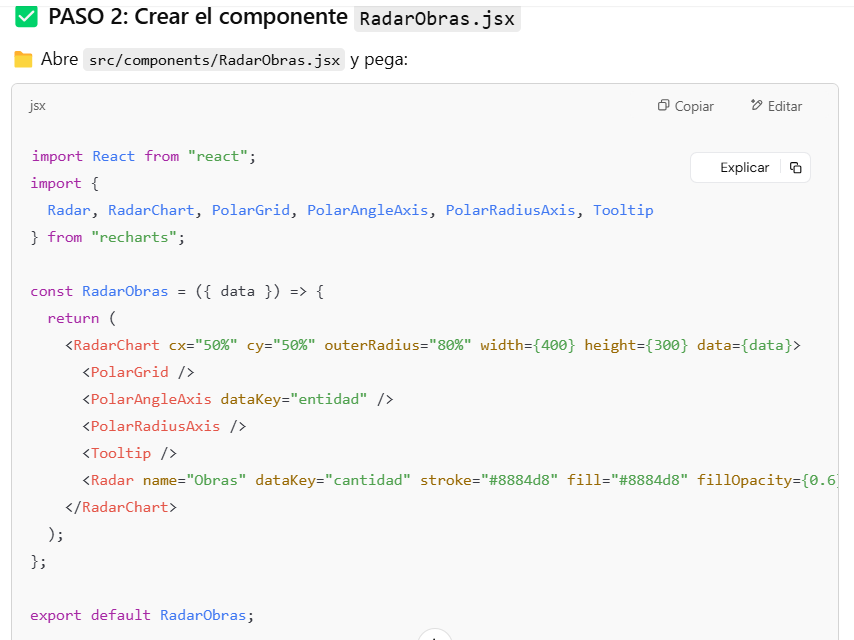 PASO 2: Crear el componente RadarObras.jsx
Abre src/components/RadarObras.jsx y pega:
jsx
Copiar
Editar
Explicar
import React from "react";
import {
  Radar, RadarChart, PolarGrid, PolarAngleAxis, PolarRadiusAxis, Tooltip
} from "recharts";

const RadarObras = ({ data }) => {
  return (
    <RadarChart cx="50%" cy="50%" outerRadius="80%" width={400} height={300} data={data}>
      <PolarGrid />
      <PolarAngleAxis dataKey="entidad" />
      <PolarRadiusAxis />
      <Tooltip />
      <Radar name="Obras" dataKey="cantidad" stroke="#8884d8" fill="#8884d8" fillOpacity={0.6
    </RadarChart>
  );
};

export default RadarObras;